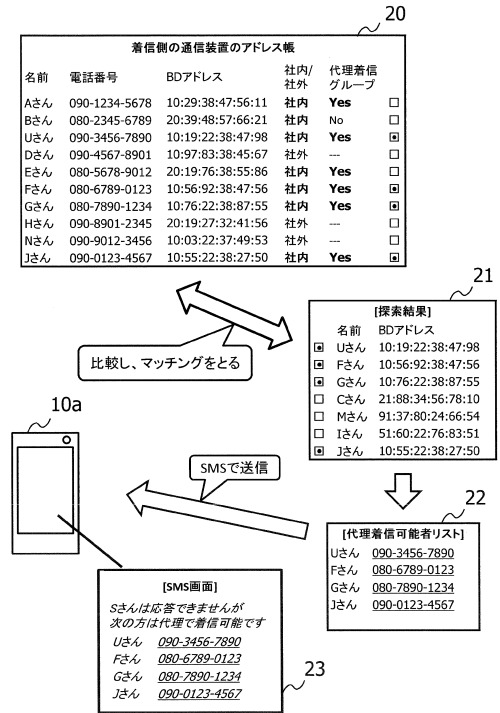 20
着信側の通信装置のアドレス帳
名前 電話番号 BDアドレス 社内/社外 代理着信グループ
Aさん 090-1234-5678 10:29:38:47:56:11 社内 Yes
Bさん 080-2345-6789 20:39:48:57:66:21 社内 No
Uさん 090-3456-7890 10:19:22:38:47:98 社内 Yes
Dさん 090-4567-8901 10:97:83:38:45:67 社外 ---
Eさん 080-5678-9012 20:19:76:38:55:86 社内 Yes
Fさん 080-6789-0123 10:56:92:38:47:56 社内 Yes
Gさん 080-7890-1234 10:76:22:38:87:55 社内 Yes
Hさん 090-8901-2345 20:19:27:32:41:56 社外 ---
Nさん 090-9012-3456 10:03:22:37:49:53 社外 ---
Jさん 090-0123-4567 10:55:22:38:27:50 社内 Yes
21
[探索結果]
名前 BDアドレス
Uさん 10:19:22:38:47:98
Fさん 10:56:92:38:47:56
Gさん 10:76:22:38:87:55
Cさん 21:88:34:56:78:10
Mさん 91:37:80:24:66:54
Iさん 51:60:22:76:83:51
Jさん 10:55:22:38:27:50
比較し、マッチングをとる
10a
SMSで送信
22
[代理着信可能者リスト]
Uさん 090-3456-7890
Fさん 080-6789-0123
Gさん 080-7890-1234
Jさん 090-0123-4567
[SMS画面]
Sさんは応答できませんが
次の方は代理で着信可能です
Uさん 090-3456-7890
Fさん 080-6789-0123
Gさん 080-7890-1234
Jさん 090-0123-4567
23